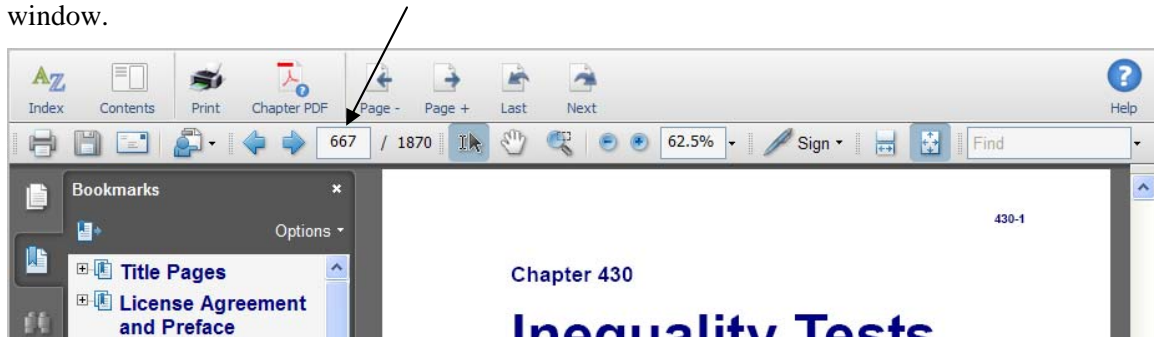 window.
AZ
Index Contents Print Chapter PDF Page - Page + Last Next Help
667 / 1870 62.5% Sign Find
Bookmarks
Options
430-1
Title Pages
Chapter 430
License Agreement
and Preface
Inequality Tests